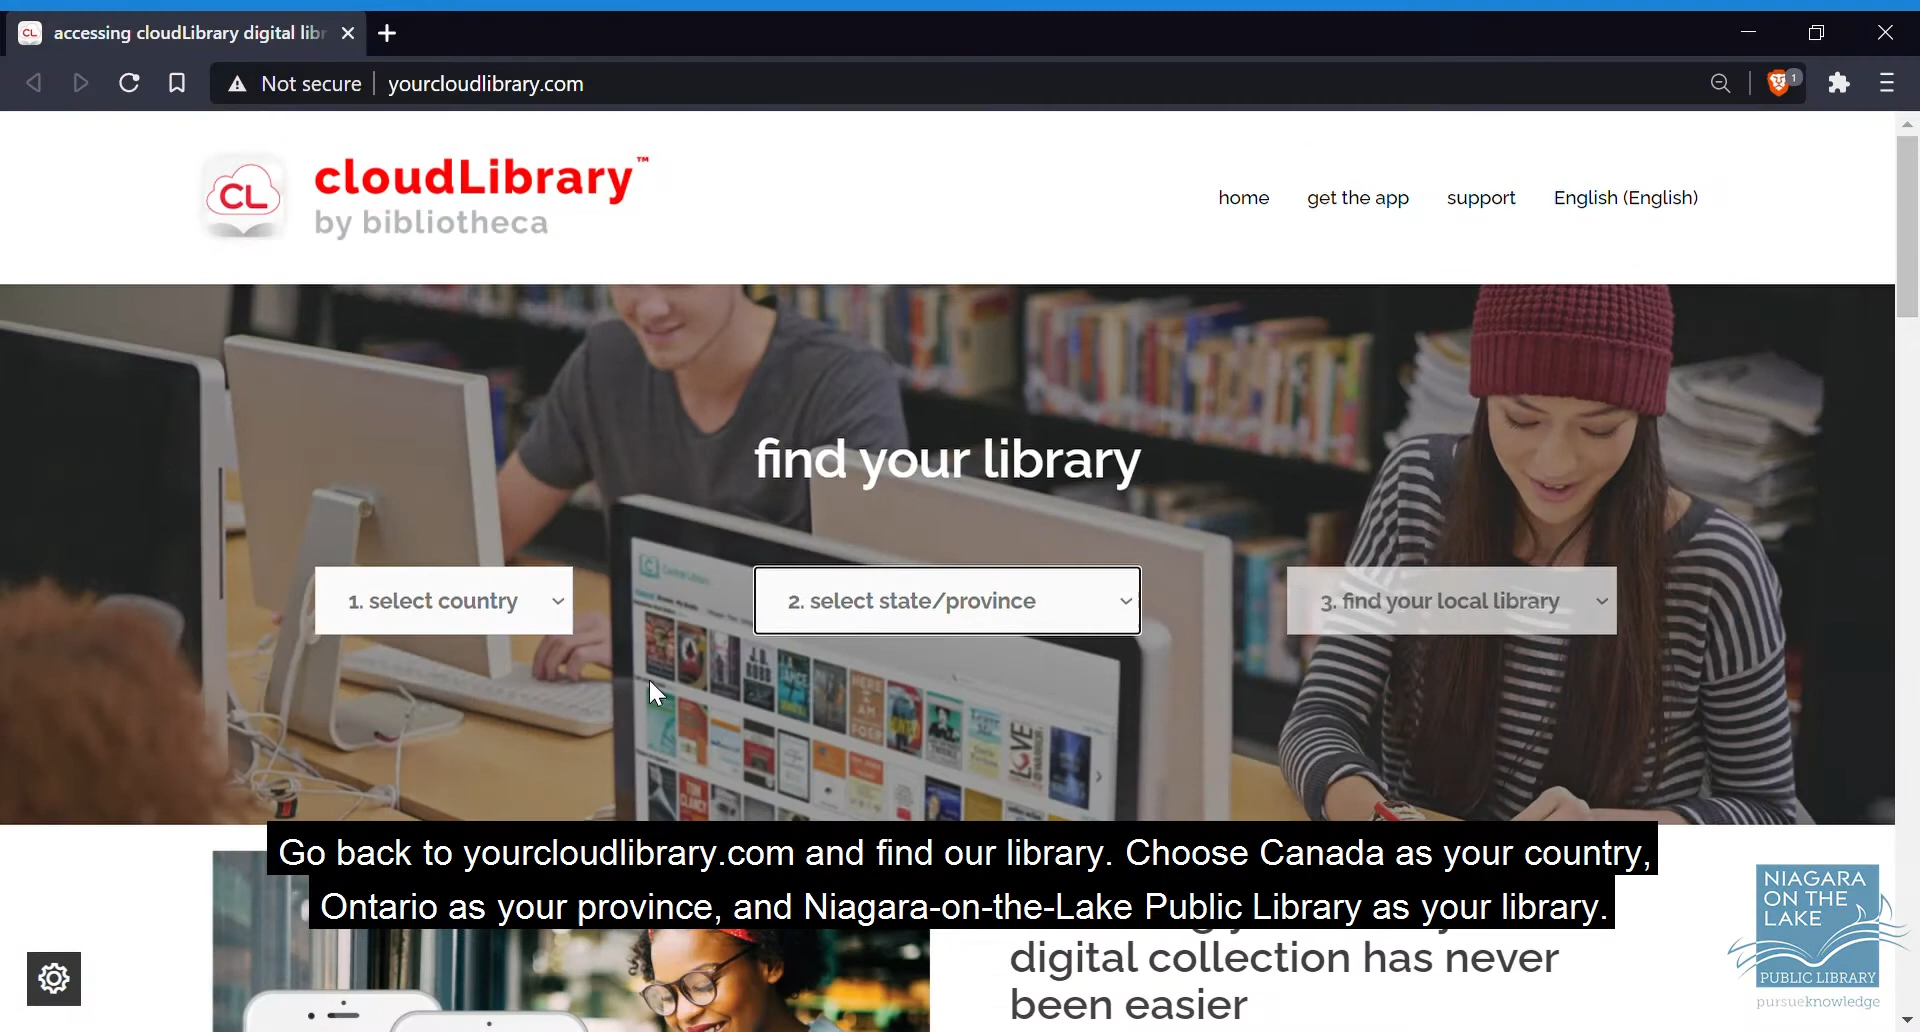 accessing cloudLibrary digital libr
Not secure
yourcloudlibrary.com
1
CL
cloudLibrary™
by bibliotheca
home
get the app
support
English (English)
find your library
1. select country
2. select state/province
3. find your local library
Go back to yourcloudlibrary.com and find our library. Choose Canada as your country,
Ontario as your province, and Niagara-on-the-Lake Public Library as your library.
digital collection has never
been easier
NIAGARA
ON THE
LAKE
PUBLIC LIBRARY
pursueknowledge